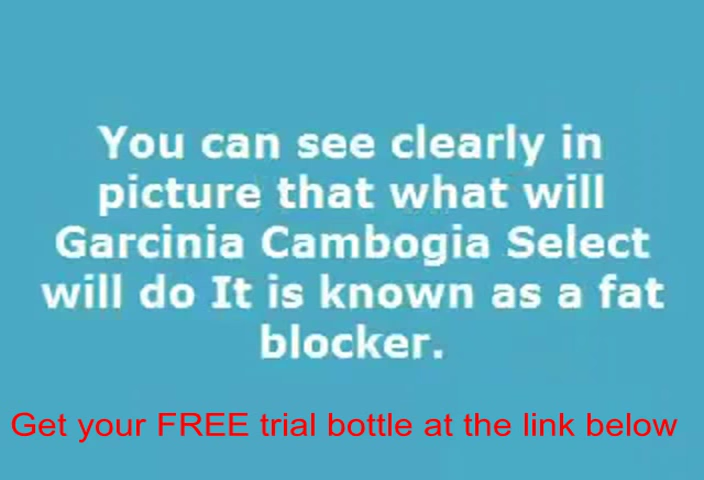 You can see clearly in
picture that what will
Garcinia Cambogia Select
will do It is known as a fat
blocker.
Get your FREE trial bottle at the link below